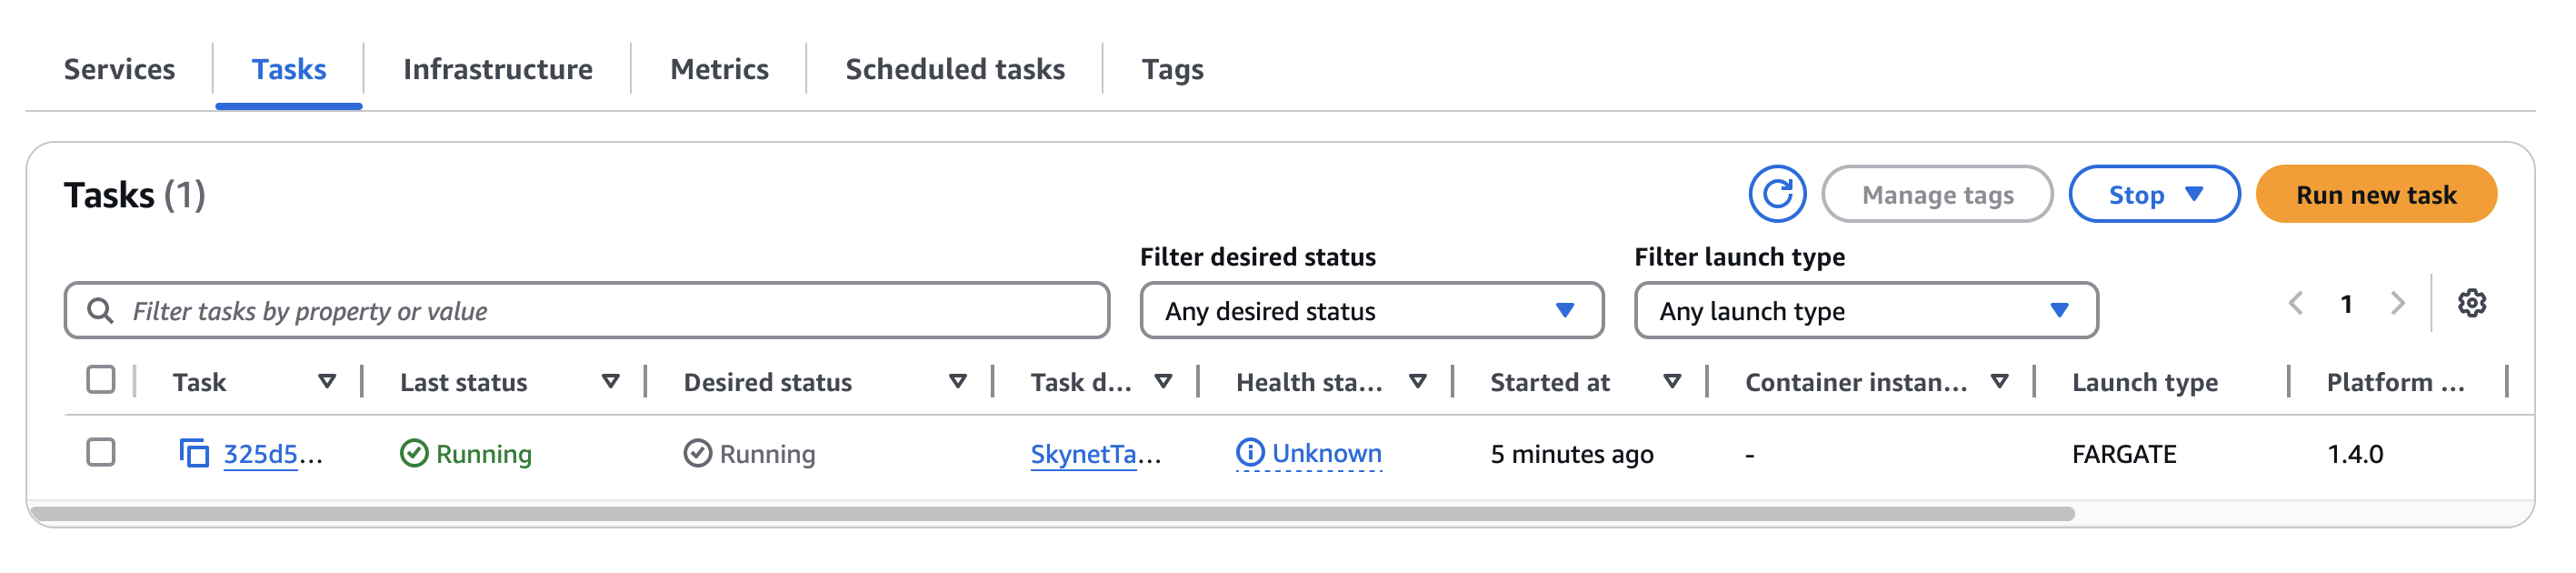 Services Tasks Infrastructure Metrics Scheduled tasks Tags
Tasks (1) Manage tags Stop Run new task
Filter desired status Filter launch type
Filter tasks by property or value Any desired status Any launch type 1
Task Last status Desired status Task d... Health sta... Started at Container instan... Launch type Platform ...
325d5... Running Running SkynetTa... Unknown 5 minutes ago - FARGATE 1.4.0